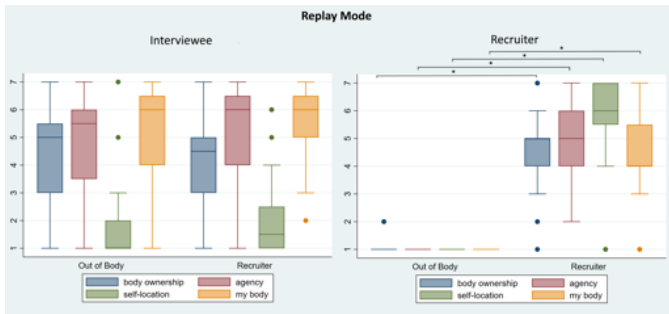 Replay Mode
Interviewee
Recruiter
* * * *
7
6
5
4
3
2
1
Out of Body Recruiter
body ownership agency
self-location my body
7
6
5
4
3
2
1
Out of Body Recruiter
body ownership agency
self-location my body